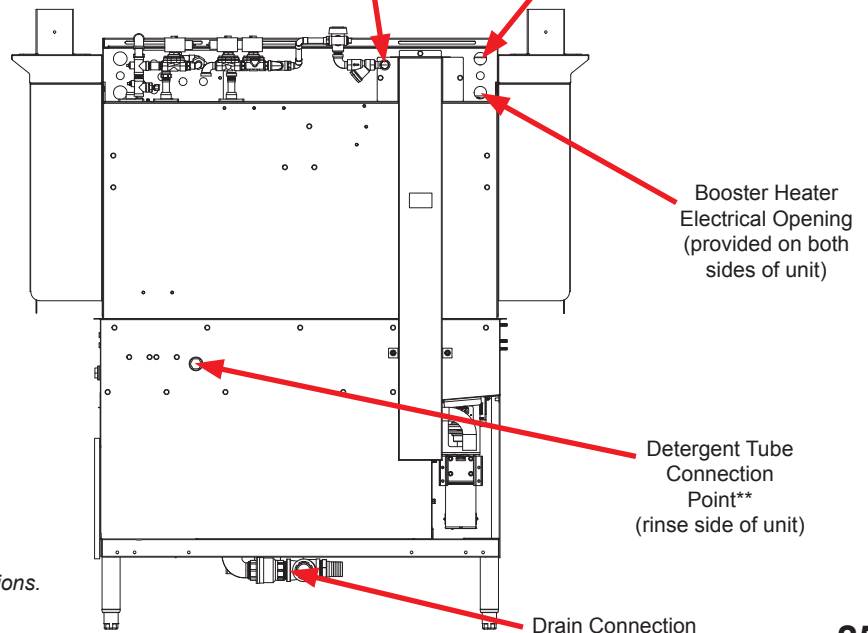 Booster Heater
Electrical Opening
(provided on both
sides of unit)
Detergent Tube
Connection
Point**
(rinse side of unit)
ions.
Drain Connection